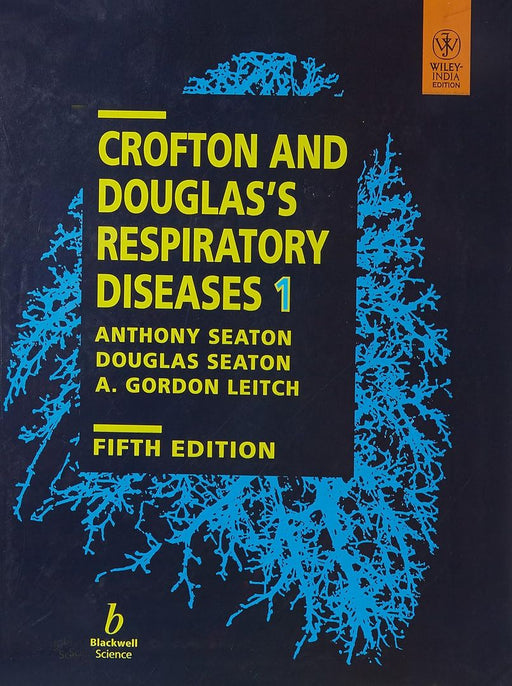 WILEY-
INDIA
EDITION
CROFTON AND
DOUGLAS'S
RESPIRATORY
DISEASES 1
ANTHONY SEATON
DOUGLAS SEATON
A. GORDON LEITCH
FIFTH EDITION
b
Blackwell
Science